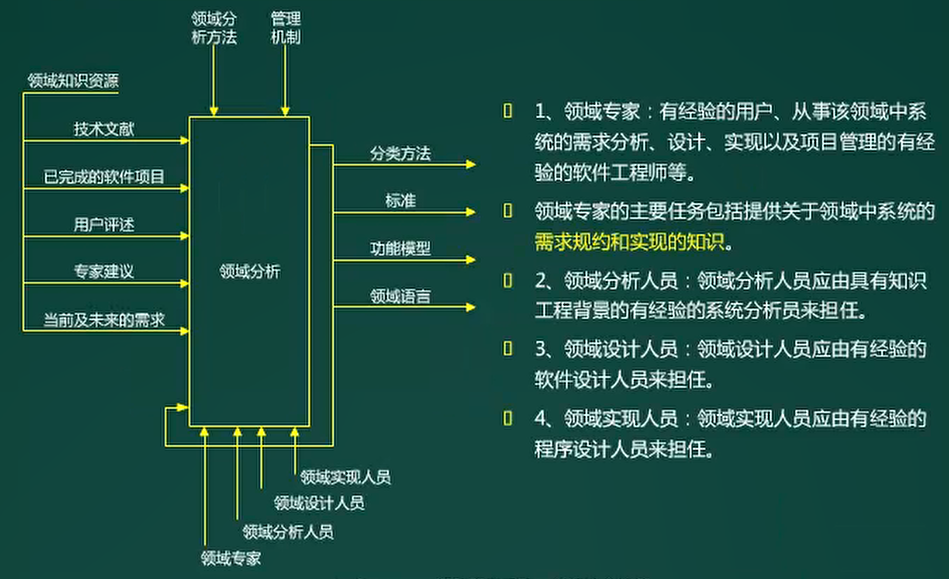 领域分
析方法
管理
机制
领域知识资源
技术文献
已完成的软件项目
用户评述
专家建议
当前及未来的需求
领域分析
分类方法
标准
功能模型
领域语言
领域实现人员
领域设计人员
领域分析人员
领域专家
1、领域专家：有经验的用户、从事该领域中系
统的需求分析、设计、实现以及项目管理的有经
验的软件工程师等。
领域专家的主要任务包括提供关于领域中系统的
需求规约和实现的知识。
2、领域分析人员：领域分析人员应由具有知识
工程背景的有经验的系统分析员来担任。
3、领域设计人员：领域设计人员应由有经验的
软件设计人员来担任。
4、领域实现人员：领域实现人员应由有经验的
程序设计人员来担任。